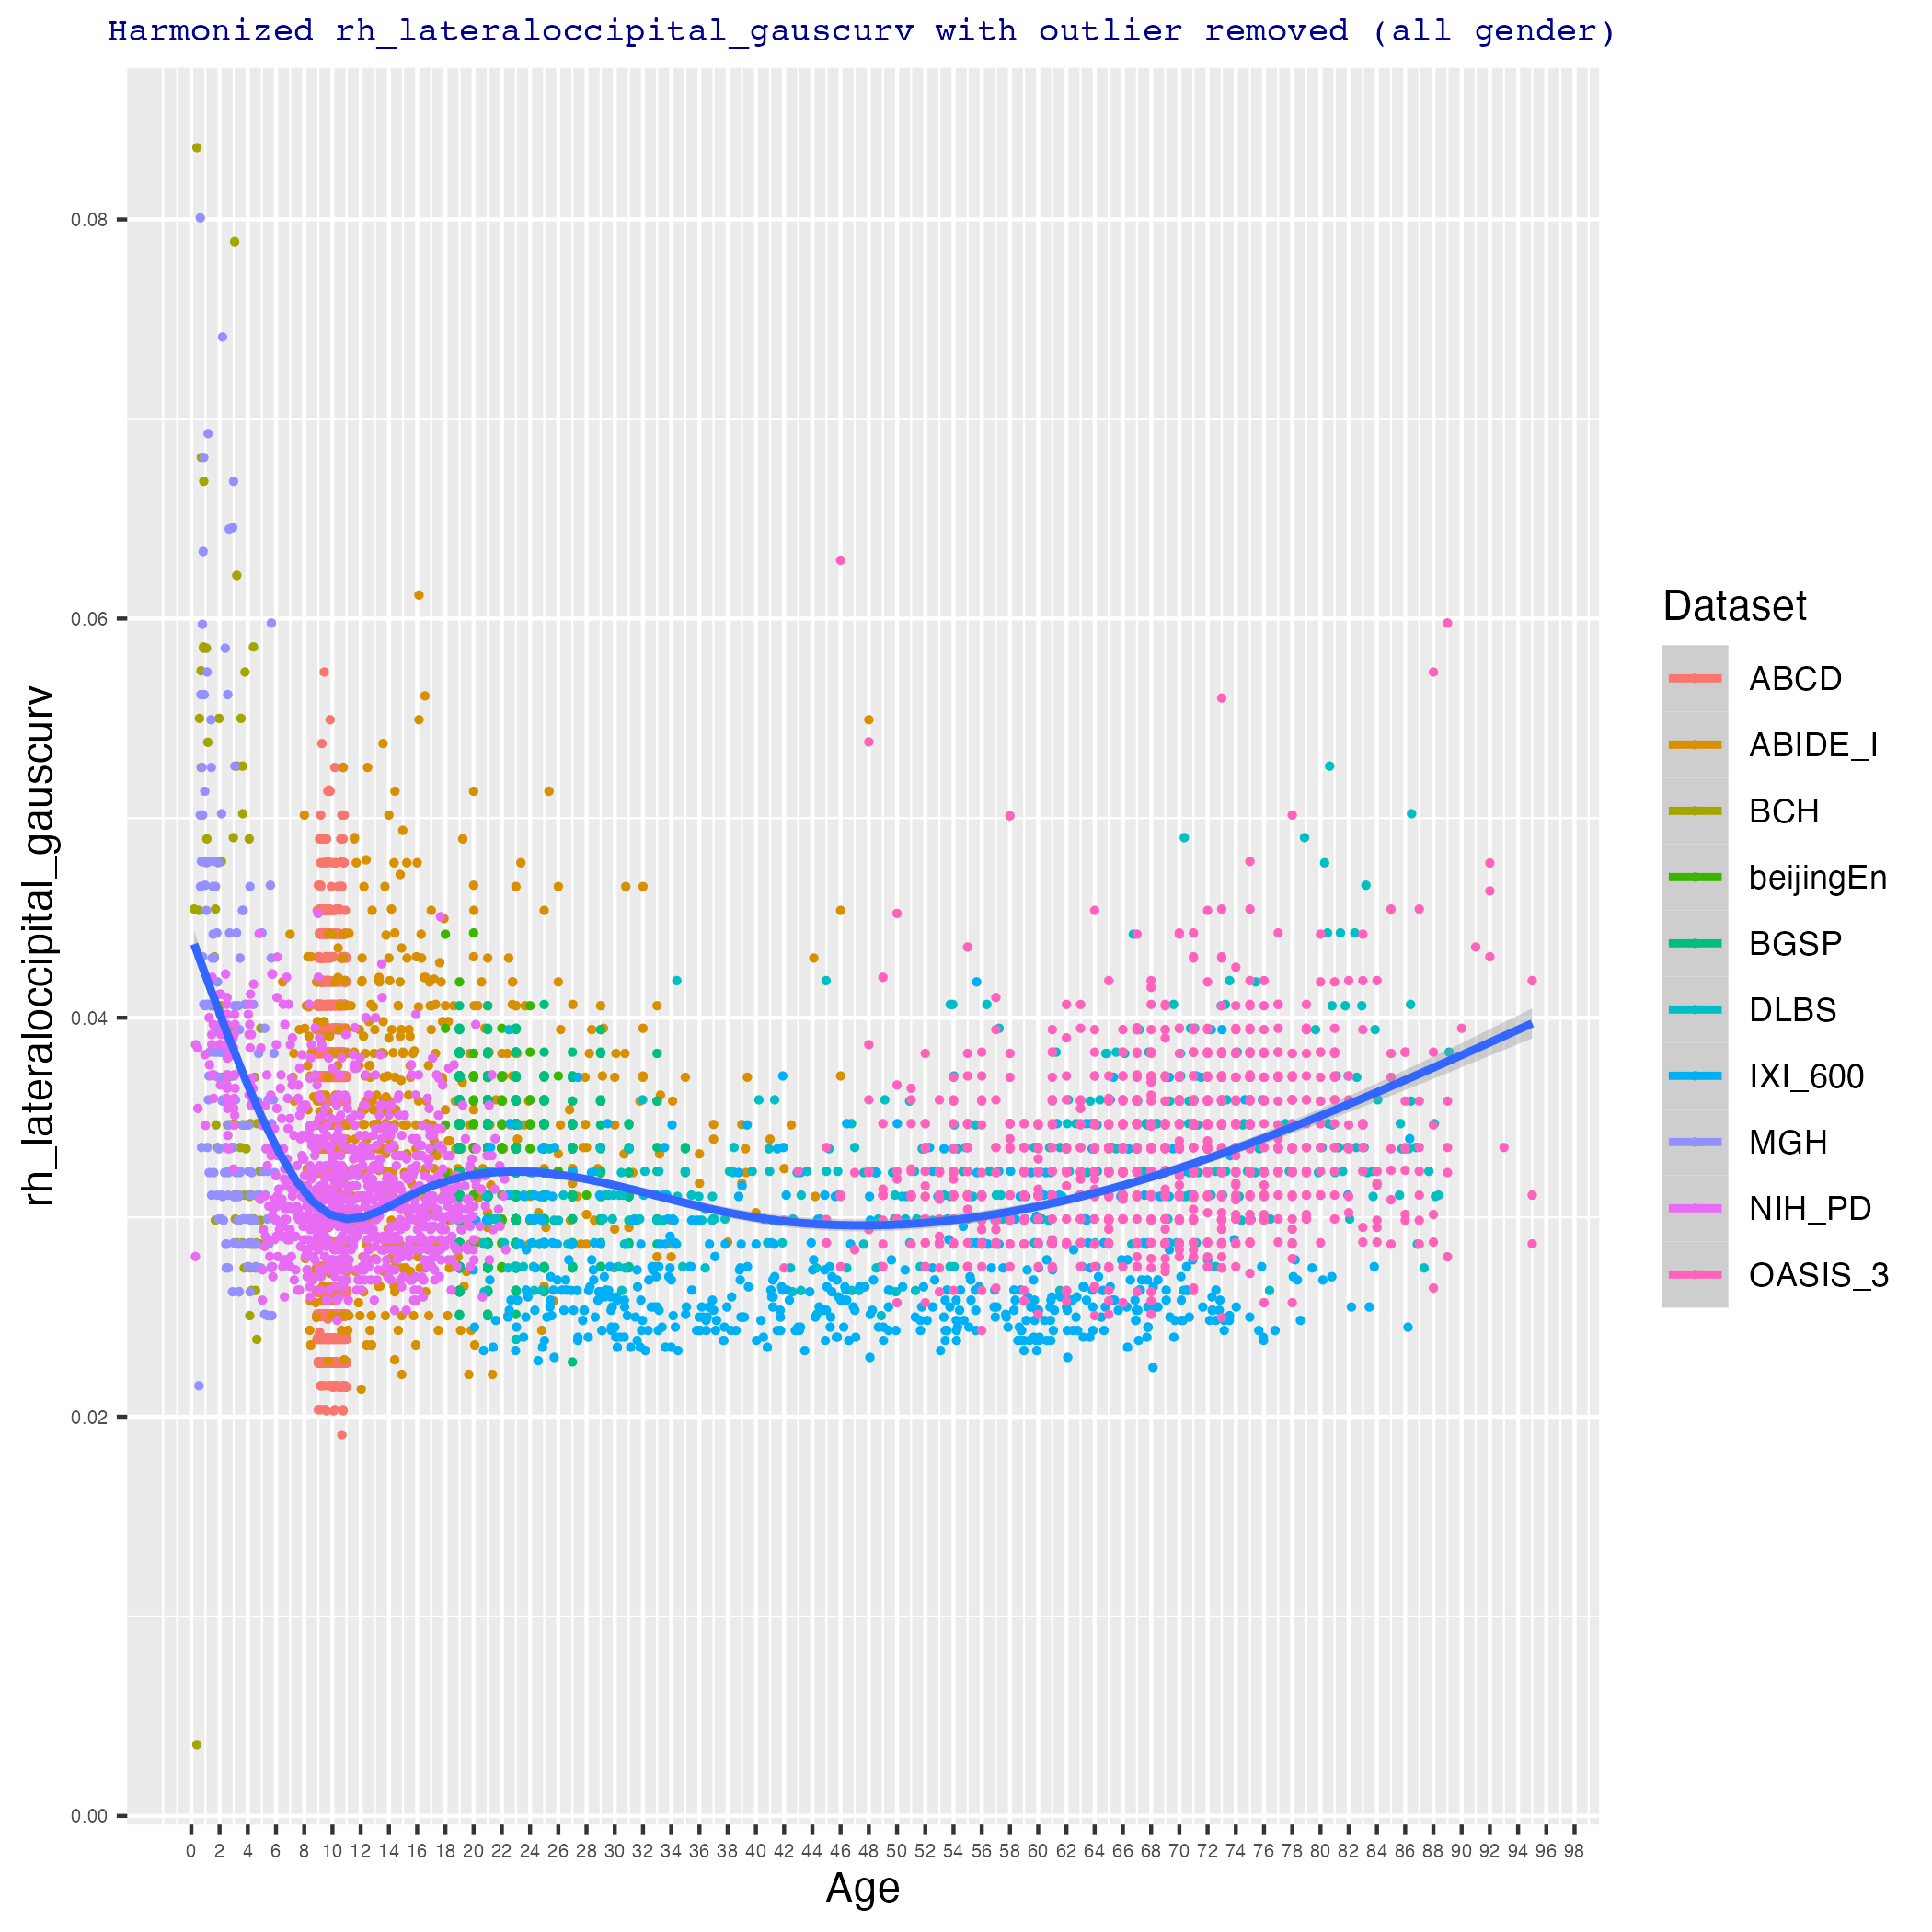 Harmonized rh_lateraloccipital_gauscurv with outlier removed (all gender)
rh_lateraloccipital_gauscurv
0.08
0.06
0.04
0.02
0.00
0 2 4 6 8 10 12 14 16 18 20 22 24 26 28 30 32 34 36 38 40 42 44 46 48 50 52 54 56 58 60 62 64 66 68 70 72 74 76 78 80 82 84 86 88 90 92 94 96 98
Age
Dataset
ABCD
ABIDE_I
BCH
beijingEn
BGSP
DLBS
IXI_600
MGH
NIH_PD
OASIS_3